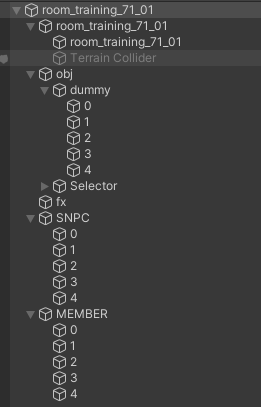 room_training_71_01
room_training_71_01
room_training_71_01
Terrain Collider
obj
dummy
0
1
2
3
4
Selector
fx
SNPC
0
1
2
3
4
MEMBER
0
1
2
3
4